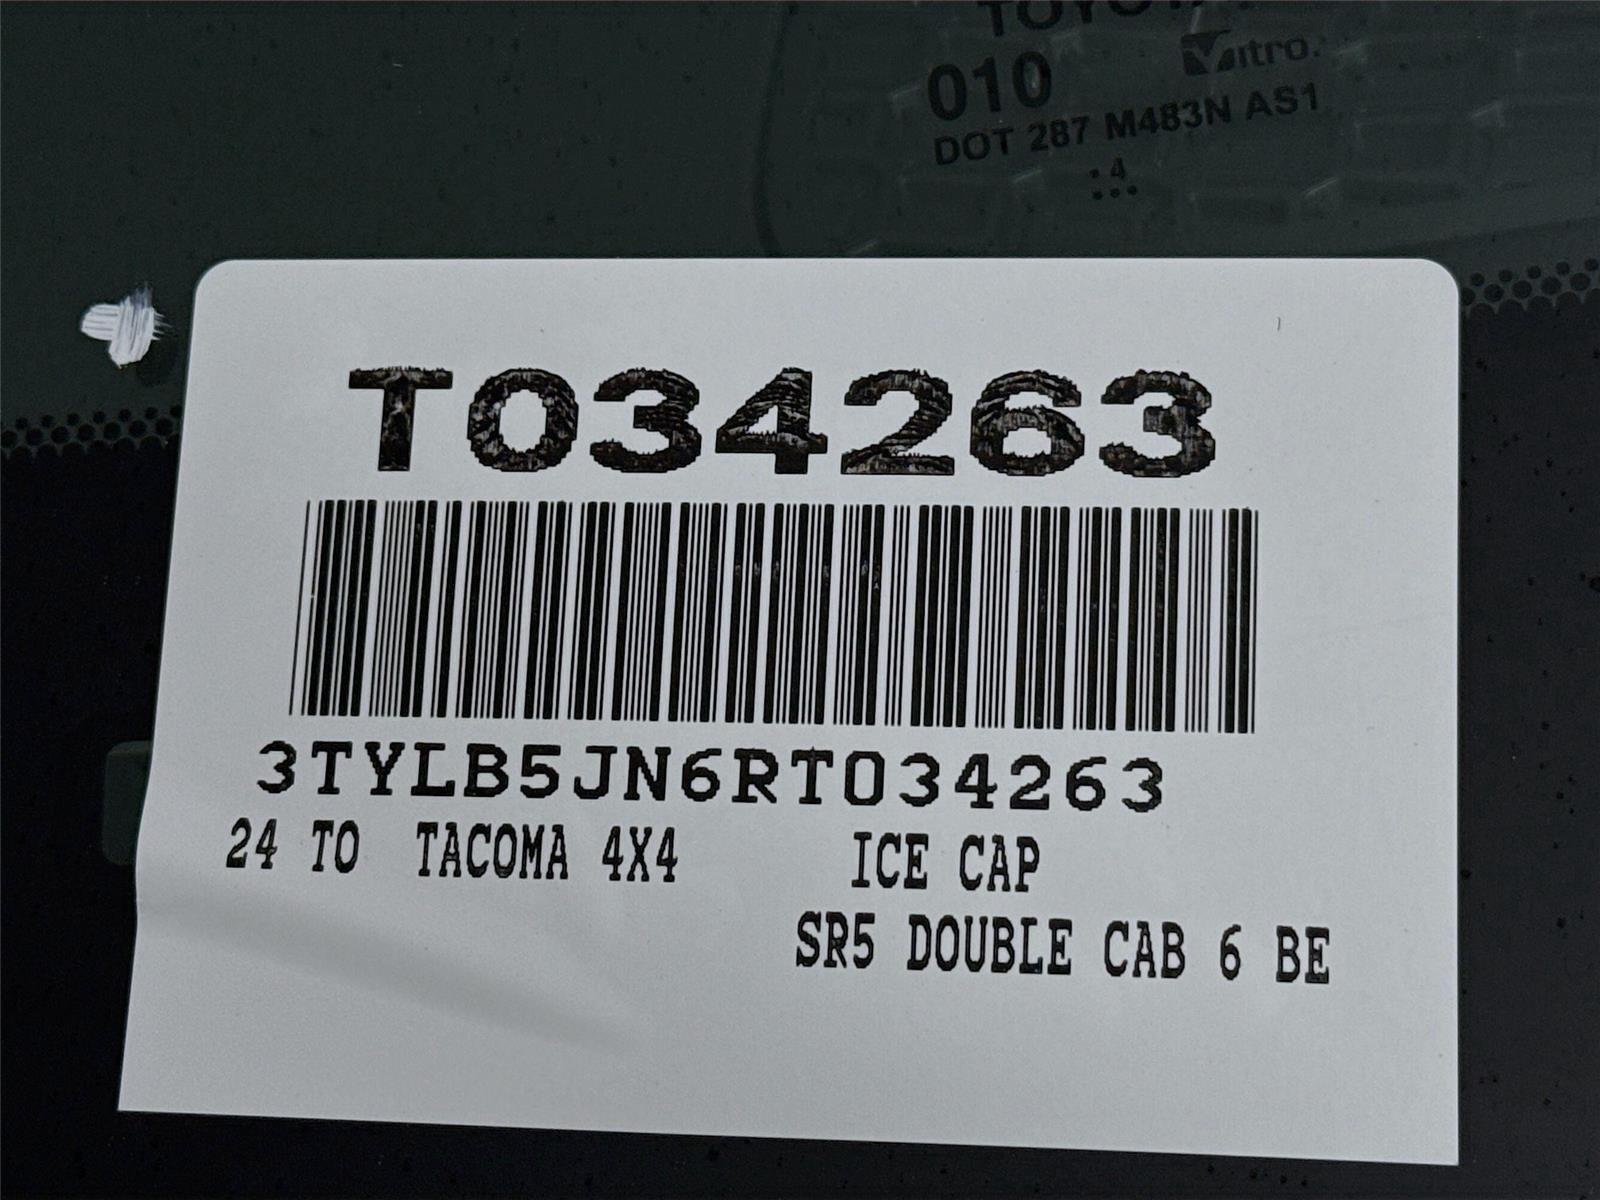 TOYOTA
010 Vitro.
DOT 287 M483N AS1
.4
T034263
3TYLB5JN6RT034263
24 TO TACOMA 4X4 ICE CAP
SR5 DOUBLE CAB 6 BE